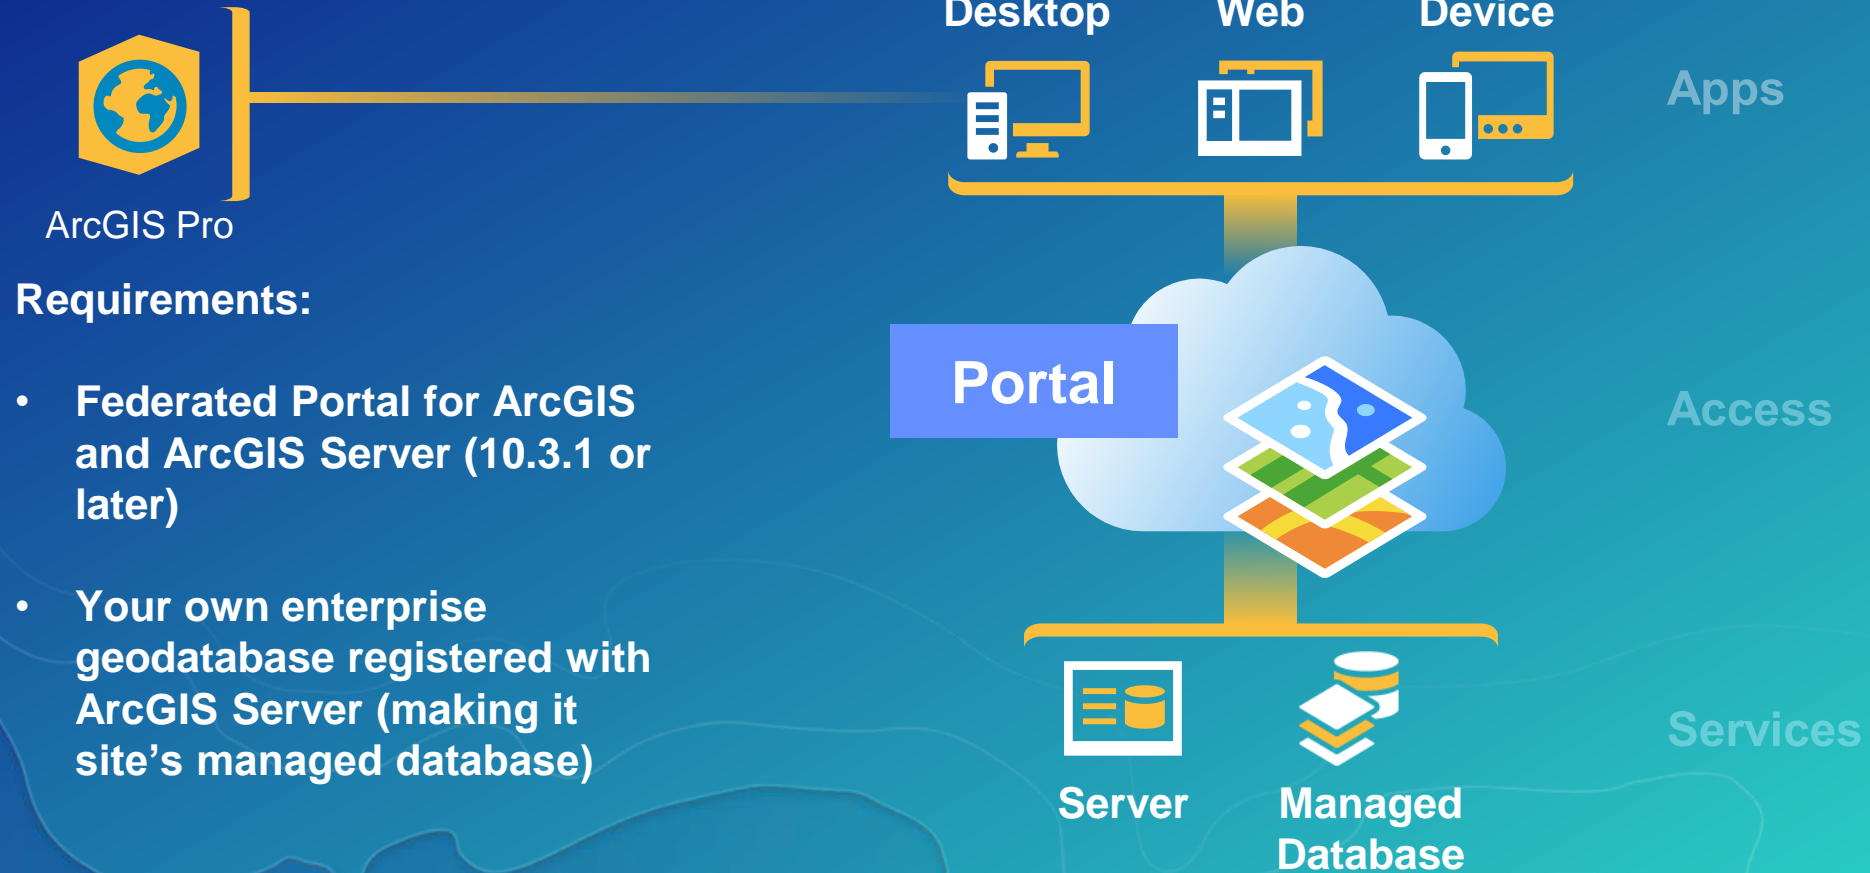 Desktop Web Device
Apps
ArcGIS Pro
Requirements:
• Federated Portal for ArcGIS
and ArcGIS Server (10.3.1 or
later)
• Your own enterprise
geodatabase registered with
ArcGIS Server (making it
site’s managed database)
Portal
Access
Services
Server
Managed
Database